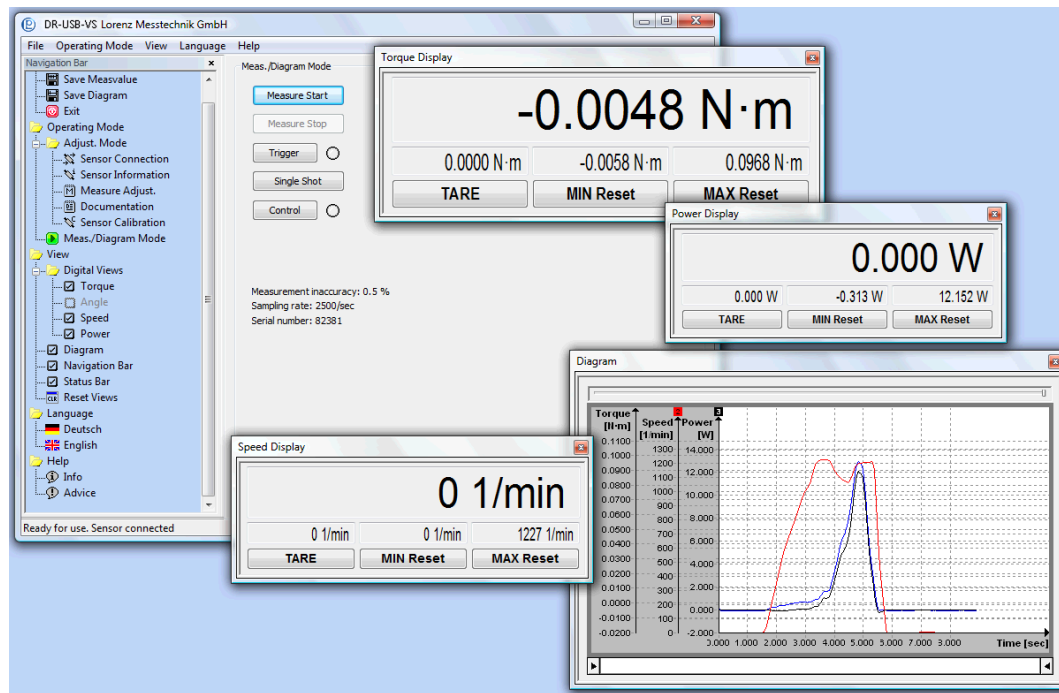 DR-USB-VS Lorenz Messtechnik GmbH
File Operating Mode View Language Help
Navigation Bar
Save Measvalue
Save Diagram
Exit
Operating Mode
Adjust. Mode
Sensor Connection
Sensor Information
Measure Adjust.
Documentation
Sensor Calibration
Meas./Diagram Mode
View
Digital Views
Torque
Angle
Speed
Power
Diagram
Navigation Bar
Status Bar
CLR Reset Views
Language
Deutsch
English
Help
Info
Advice
Ready for use. Sensor connected
Meas./Diagram Mode
Measure Start
Measure Stop
Trigger
Single Shot
Control
Measurement inaccuracy: 0.5 %
Sampling rate: 2500/sec
Serial number: 82381
Torque Display
-0.0048 N·m
0.0000 N·m -0.0058 N·m 0.0968 N·m
TARE MIN Reset MAX Reset
Power Display
0.000 W
0.000 W -0.313 W 12.152 W
TARE MIN Reset MAX Reset
Speed Display
0 1/min
0 1/min 0 1/min 1227 1/min
TARE MIN Reset MAX Reset
Diagram
2 3
Torque Speed Power
[N·m] [1/min] [W]
0.1100
0.1000
0.0900
0.0800
0.0700
0.0600
0.0500
0.0400
0.0300
0.0200
0.0100
0.0000
-0.0100
-0.0200
1300
1200
1100
1000
900
800
700
600
500
400
300
200
100
0
14.000
12.000
10.000
8.000
6.000
4.000
2.000
0.000
-2.000
1.000 2.000 3.000 4.000 5.000 6.000 7.000 8.000 Time [sec]